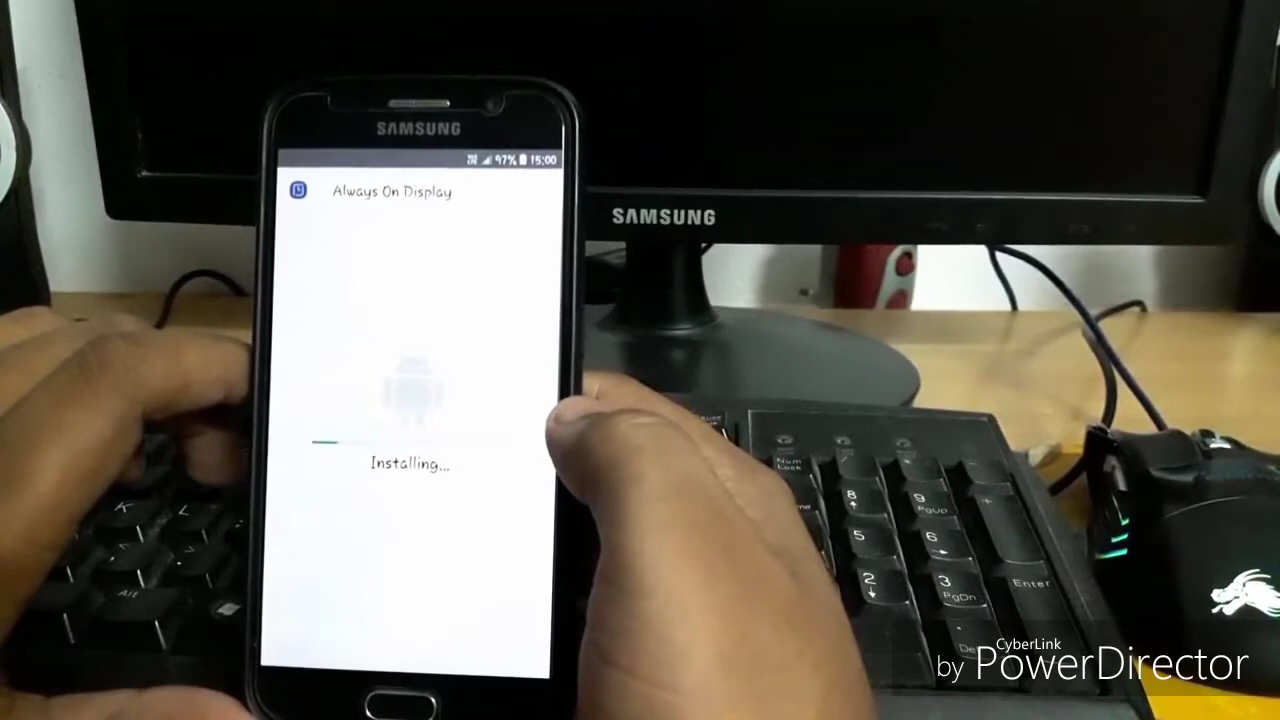 SAMSUNG
97% 15:00
Always On Display
SAMSUNG
Installing...
Num
Lock
8
9
PgUp
5
6
K
L
2
3
PgDn
Enter
Alt
CyberLink
by PowerDirector